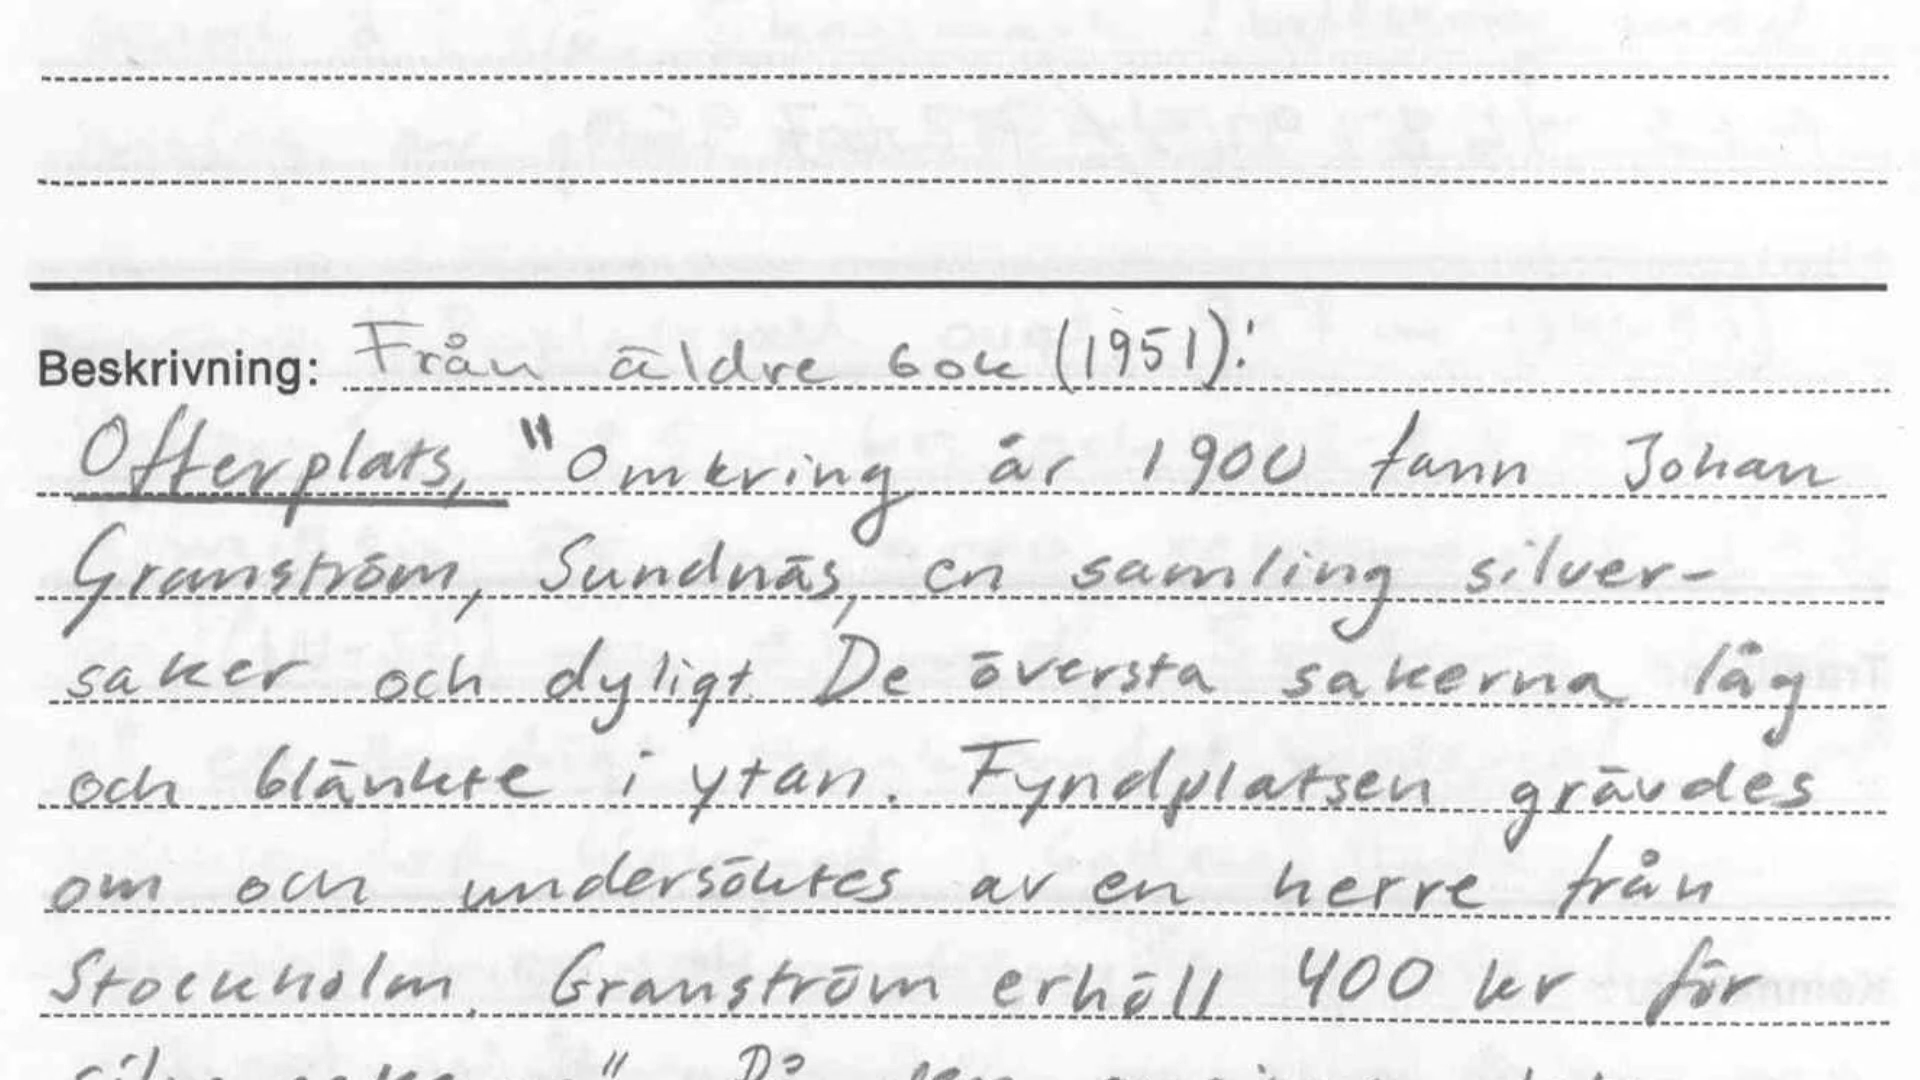 Beskrivning: Från äldre bok (1951):
Offerplats, "Omkring år 1900 fann Johan
Granström, Sundnäs, en samling silver-
saker och dyligt. De översta sakerna låg
och blänkte i ytan. Fyndplatsen grävdes
om och undersöktes av en herre från
Stockholm. Granström erhöll 400 kr för